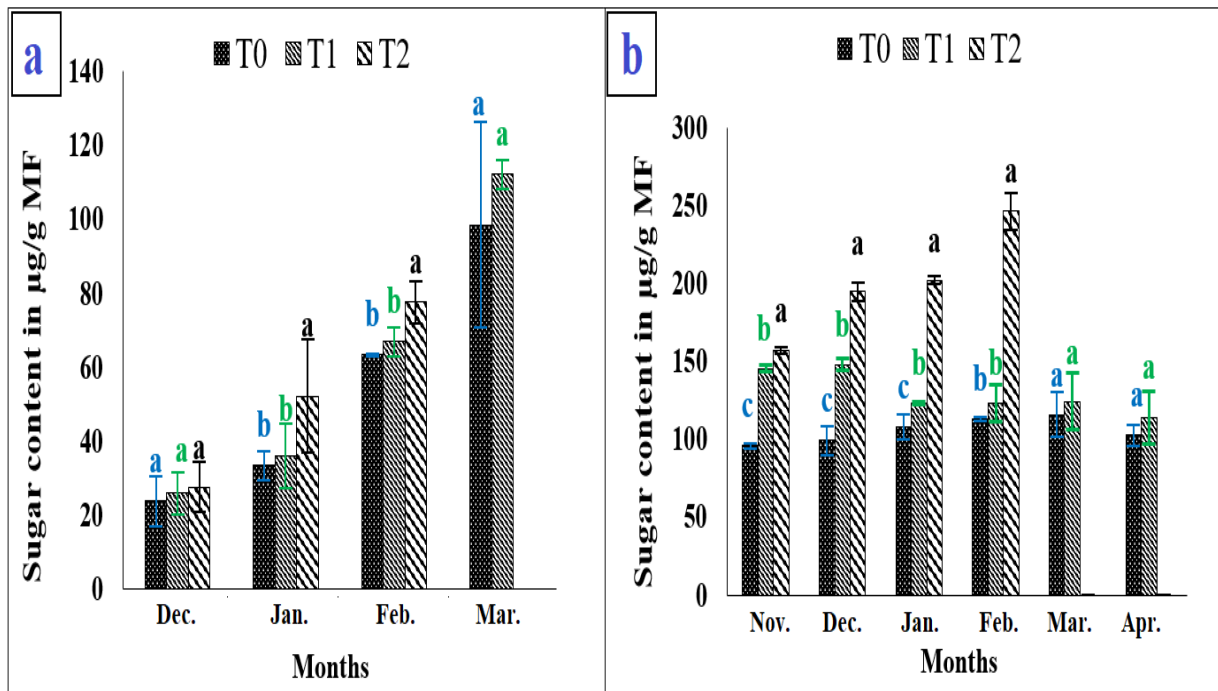 a
T0 T1 T2
Sugar content in µg/g MF
140
120
100
80
60
40
20
0
a a a
b b a
b b a
a a
Dec. Jan. Feb. Mar.
Months
b
T0 T1 T2
Sugar content in µg/g MF
300
250
200
150
100
50
0
c b a
c b a
c b a
b b a
a a
a a
Nov. Dec. Jan. Feb. Mar. Apr.
Months